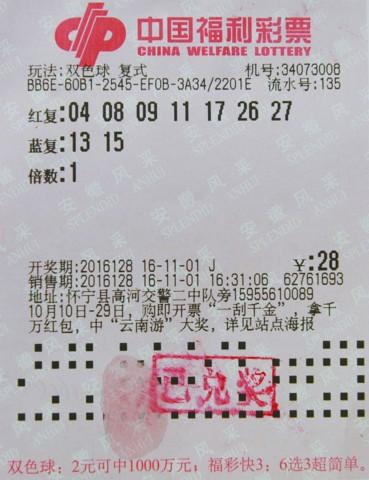 中国福利彩票
CHINA WELFARE LOTTERY
玩法:双色球 复式 机号:34073008
BB6E-60B1-2545-EF0B-3A34/2201E 流水号:135
红复:04 08 09 11 17 26 27
蓝复:13 15
倍数:1
开奖期:2016128 16-11-01 J ￥:28
销售期:2016128 16-11-01 16:31:06 62761693
地址:怀宁县高河交警二中队旁15955610089
10月10日-29日，购即开票“一刮千金”，拿千
万红包，中“云南游”大奖，详见站点海报
已兑奖
双色球：2元可中1000万元；福彩快3：6选3超简单。
安徽风采
SPLENDID ANHUI